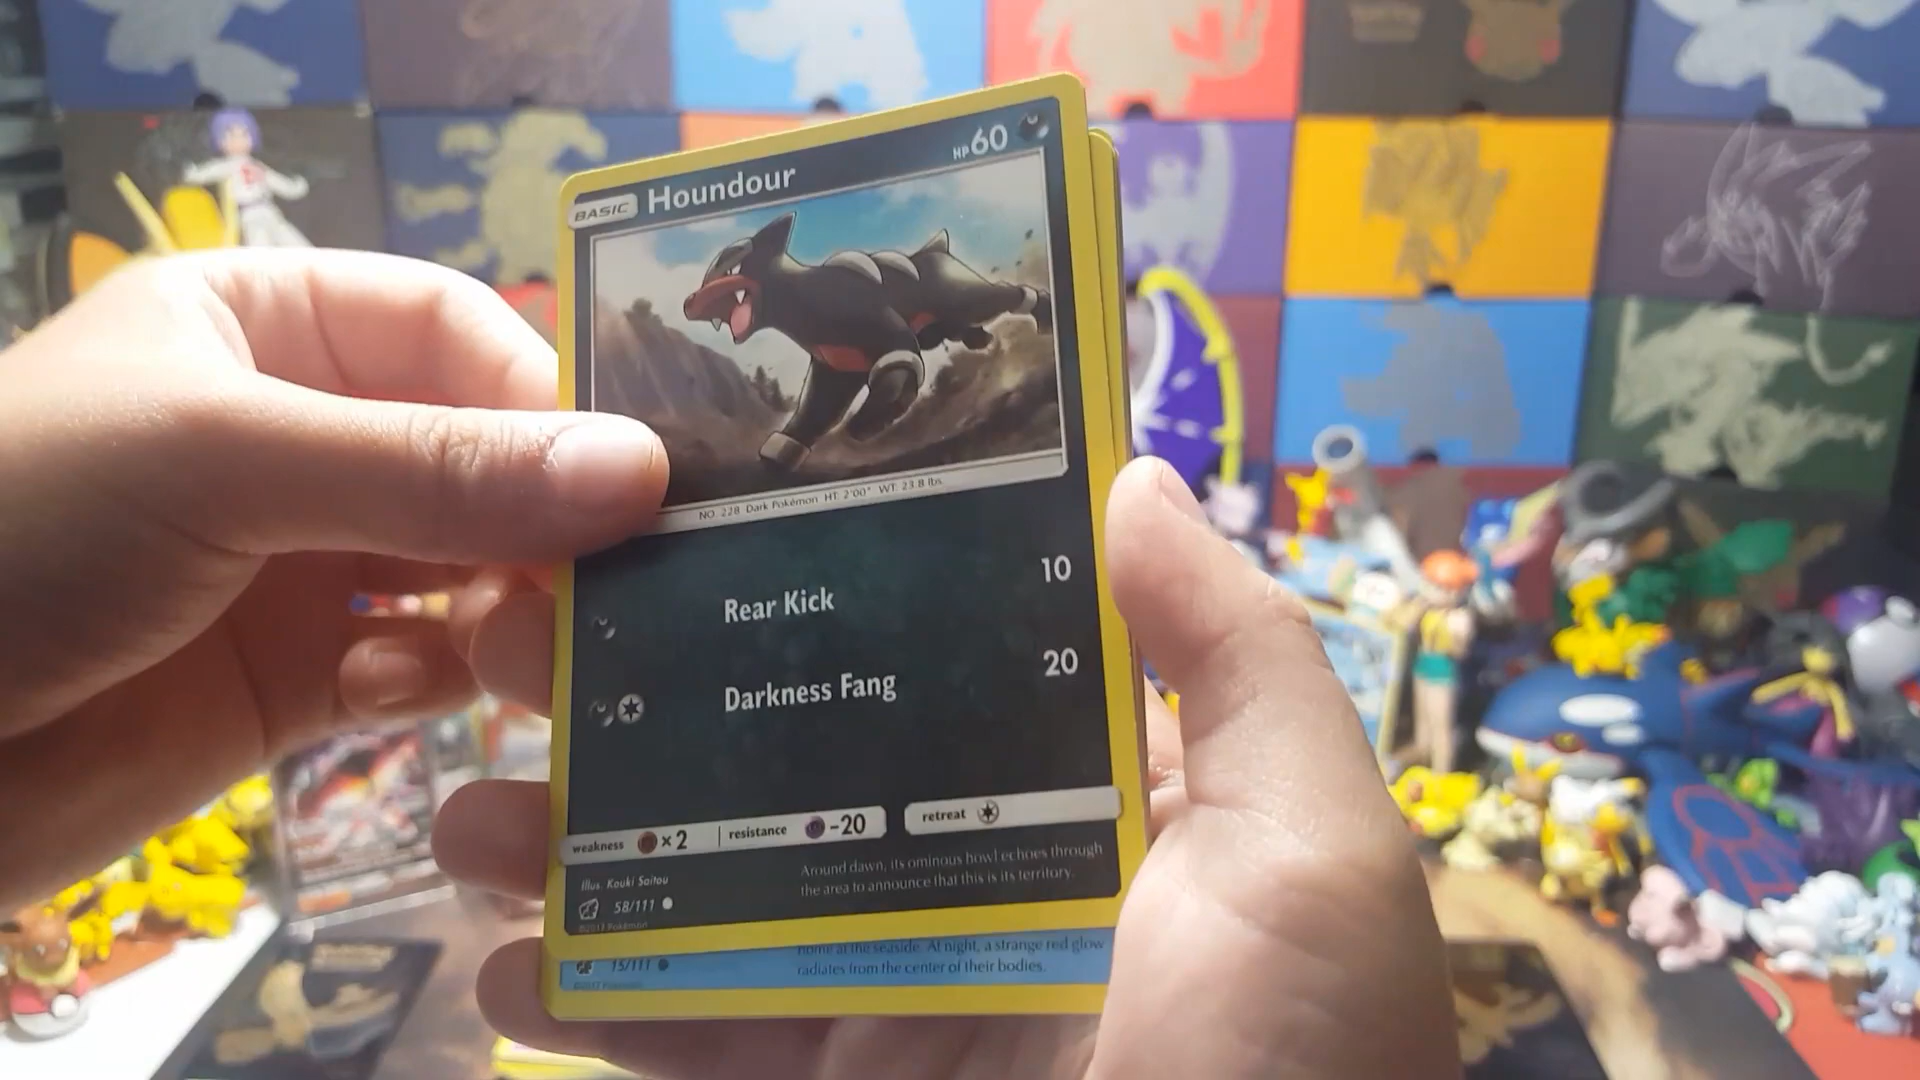 BASIC Houndour HP60
NO. 228 Dark Pokémon HT: 2'00" WT: 23.8 lbs.
Rear Kick 10
Darkness Fang 20
weakness ×2 resistance -20 retreat
Illus. Kouki Saitou
Around dawn, its ominous howl echoes through
the area to announce that this is its territory.
58/111
©2017 Pokémon
home at the seaside. At night, a strange red glow
15/111
radiates from the center of their bodies.
©2017 Pokémon